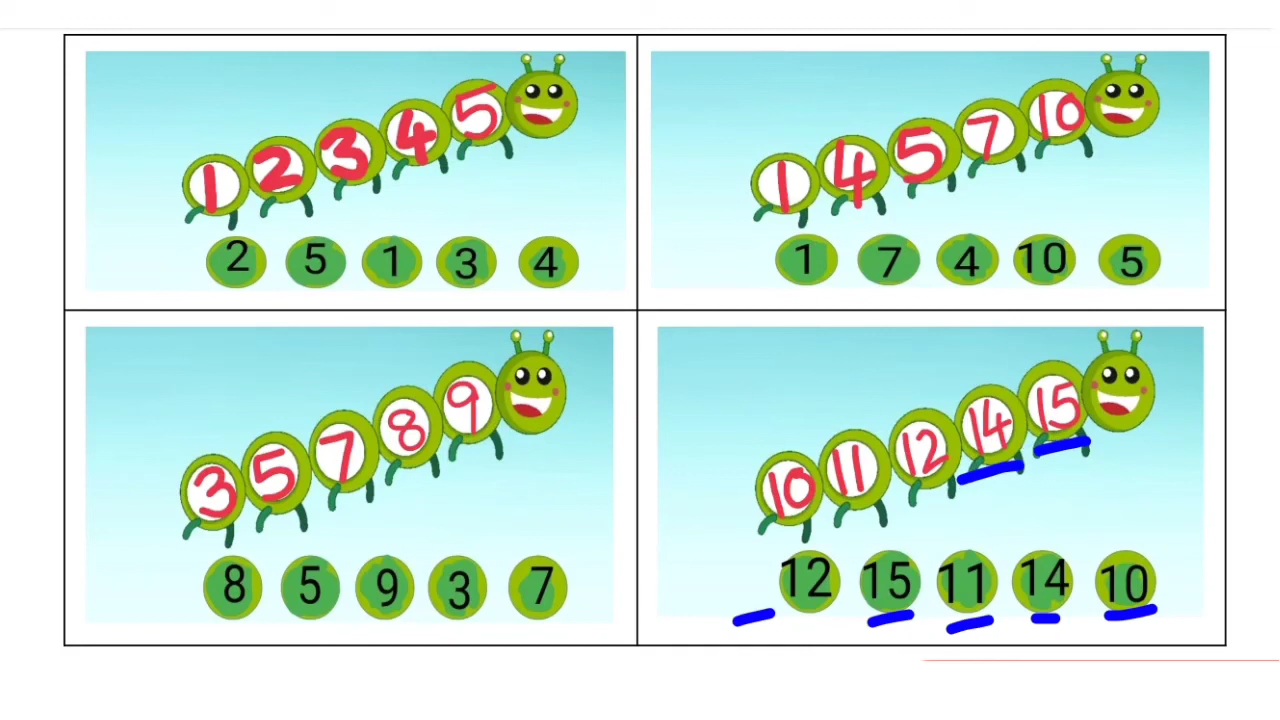 1 2 3 4 5
2 5 1 3 4
1 4 5 7 10
1 7 4 10 5
3 5 7 8 9
8 5 9 3 7
10 11 12 14 15
12 15 11 14 10